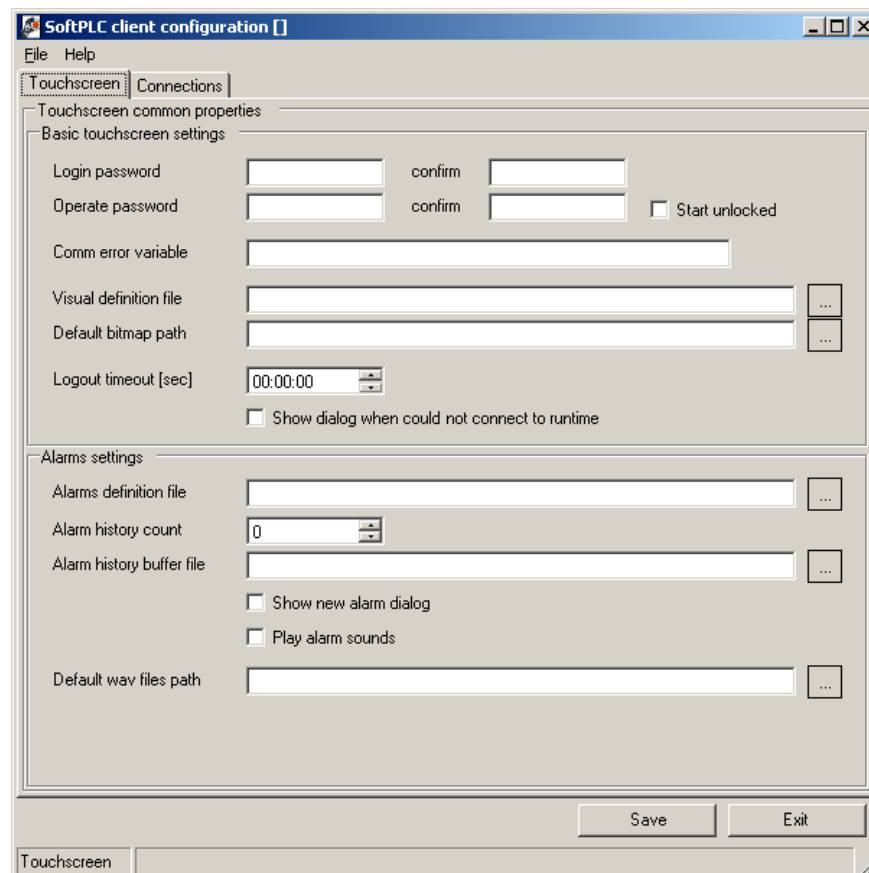 SoftPLC client configuration []
File Help
Touchscreen Connections
Touchscreen common properties
Basic touchscreen settings
Login password confirm
Operate password confirm Start unlocked
Comm error variable
Visual definition file ...
Default bitmap path ...
Logout timeout [sec] 00:00:00
Show dialog when could not connect to runtime
Alarms settings
Alarms definition file ...
Alarm history count 0
Alarm history buffer file ...
Show new alarm dialog
Play alarm sounds
Default wav files path ...
Save Exit
Touchscreen